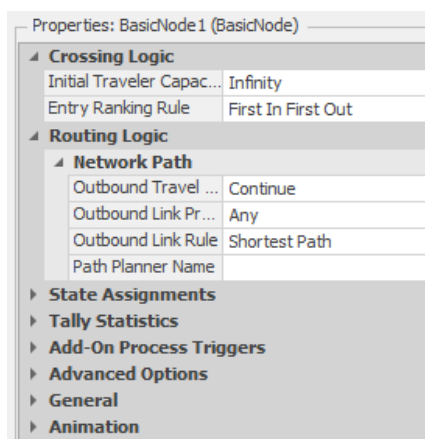 Properties: BasicNode1 (BasicNode)
Crossing Logic
Initial Traveler Capac... Infinity
Entry Ranking Rule First In First Out
Routing Logic
Network Path
Outbound Travel ... Continue
Outbound Link Pr... Any
Outbound Link Rule Shortest Path
Path Planner Name
State Assignments
Tally Statistics
Add-On Process Triggers
Advanced Options
General
Animation